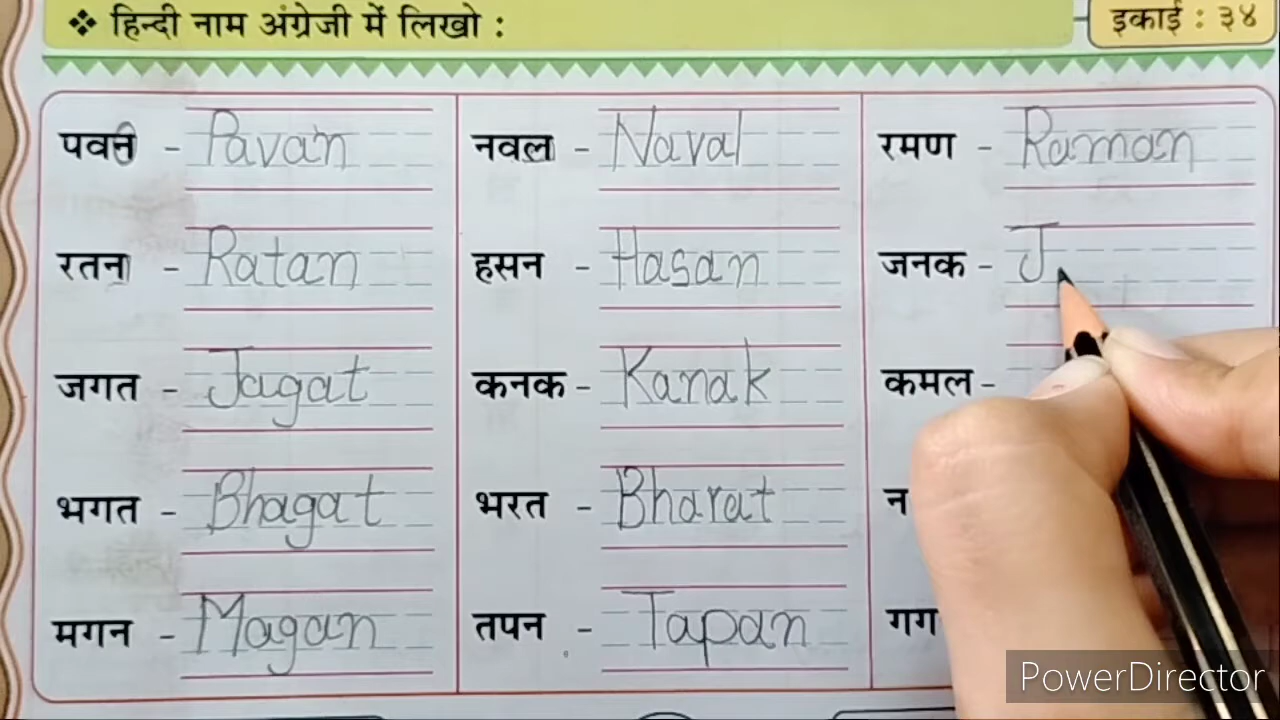 ❖ हिन्दी नाम अंग्रेजी में लिखो :
इकाई : ३४
पवन - Pavan नवल - Naval रमण - Raman
रतन - Ratan हसन - Hasan जनक - J
जगत - Jagat कनक - Kanak कमल -
भगत - Bhagat भरत - Bharat न
मगन - Magan तपन - Tapan गग
PowerDirector